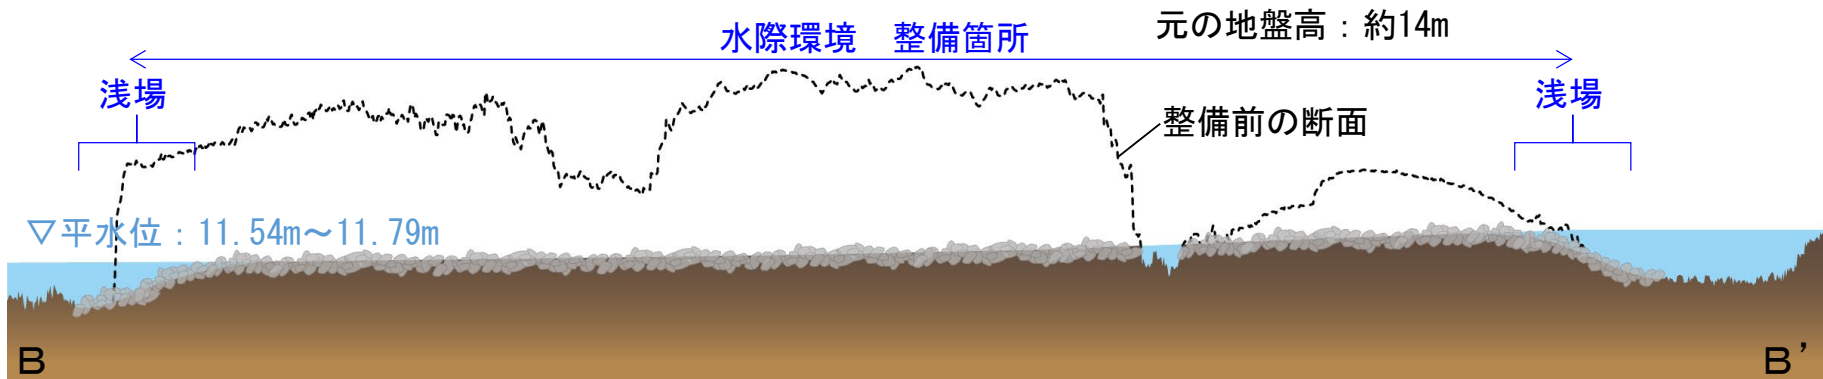 元の地盤高：約14m
水際環境　整備箇所
浅場
浅場
整備前の断面
▽平水位：11.54m～11.79m
B
B’